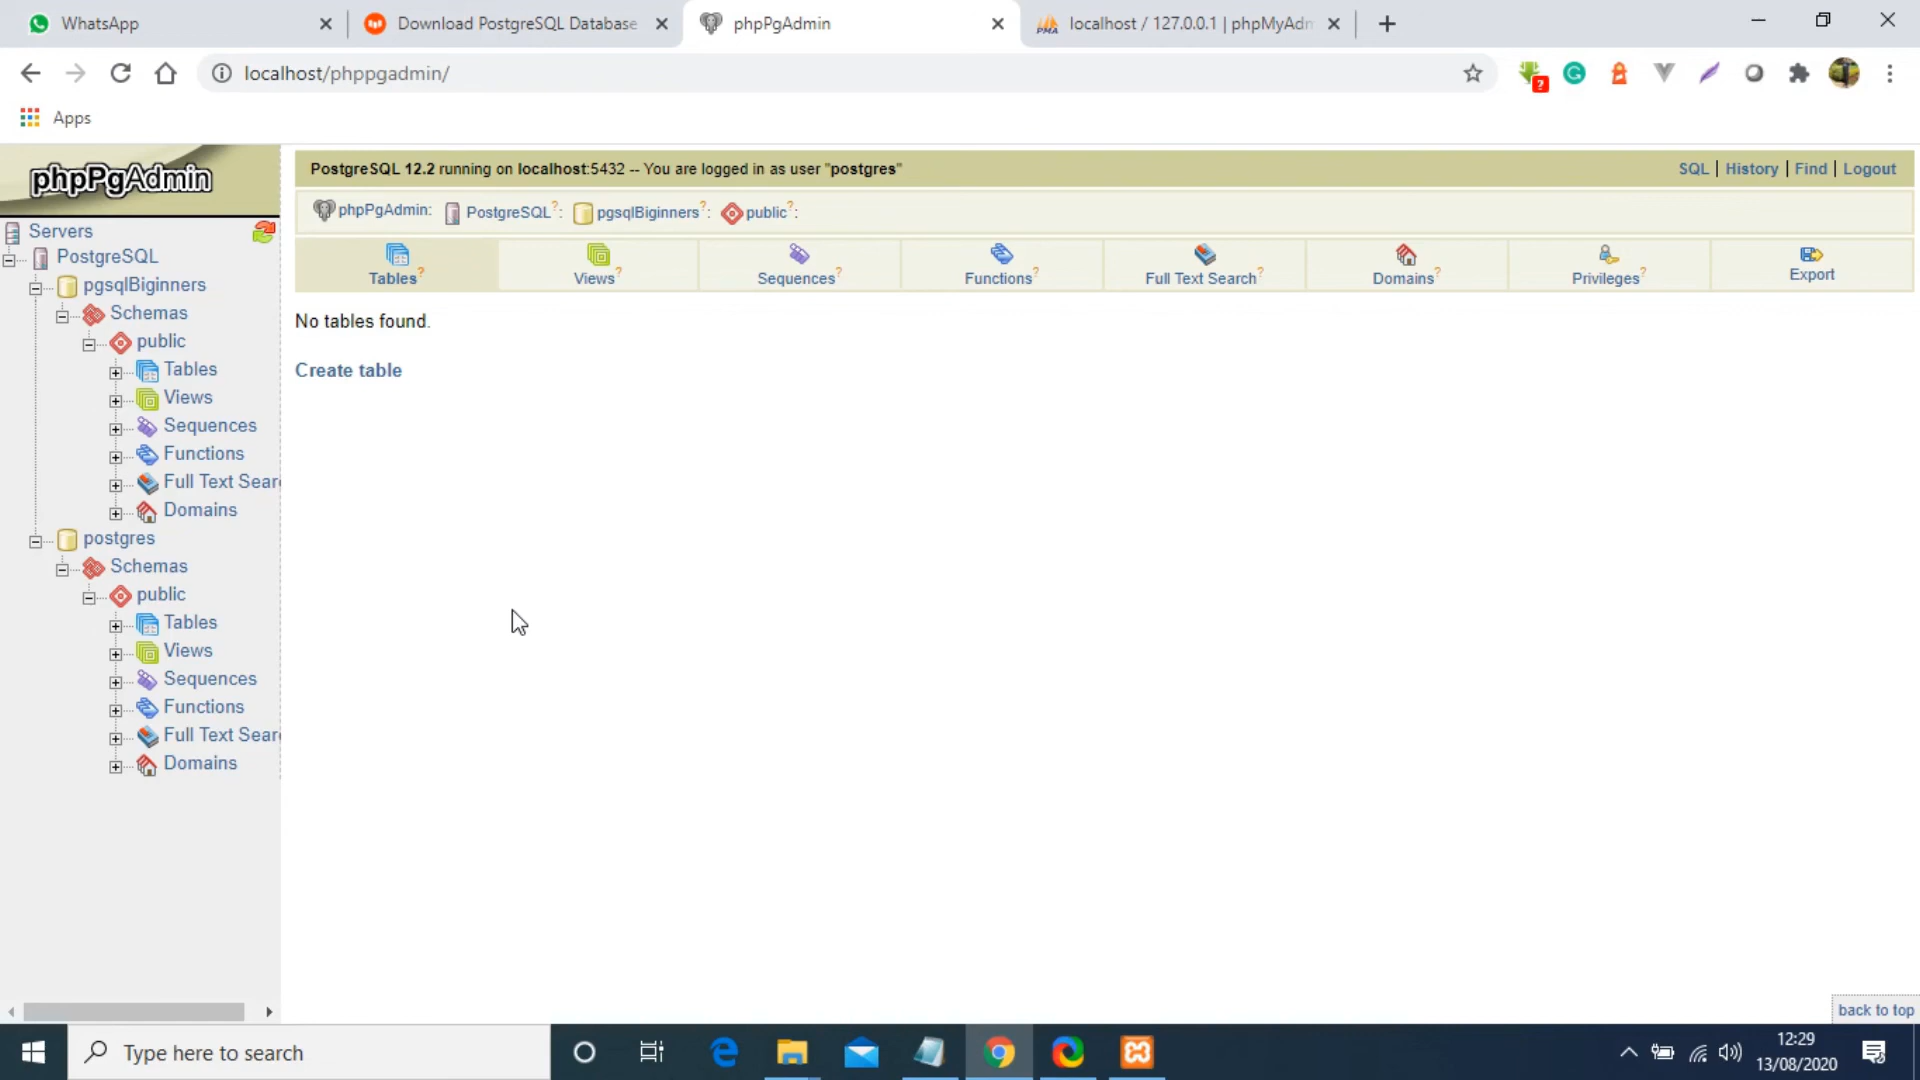 WhatsApp
Download PostgreSQL Database
phpPgAdmin
PMA
localhost / 127.0.0.1 | phpMyAdm
localhost/phppgadmin/
?
Apps
phpPgAdmin
PostgreSQL 12.2 running on localhost:5432 -- You are logged in as user "postgres"
SQL | History | Find | Logout
phpPgAdmin: PostgreSQL?: pgsqlBiginners?: public?:
Tables?
Views?
Sequences?
Functions?
Full Text Search?
Domains?
Privileges?
Export
No tables found.
Create table
Servers
PostgreSQL
pgsqlBiginners
Schemas
public
Tables
Views
Sequences
Functions
Full Text Sear
Domains
postgres
Schemas
public
Tables
Views
Sequences
Functions
Full Text Sear
Domains
back to top
Type here to search
12:29
13/08/2020